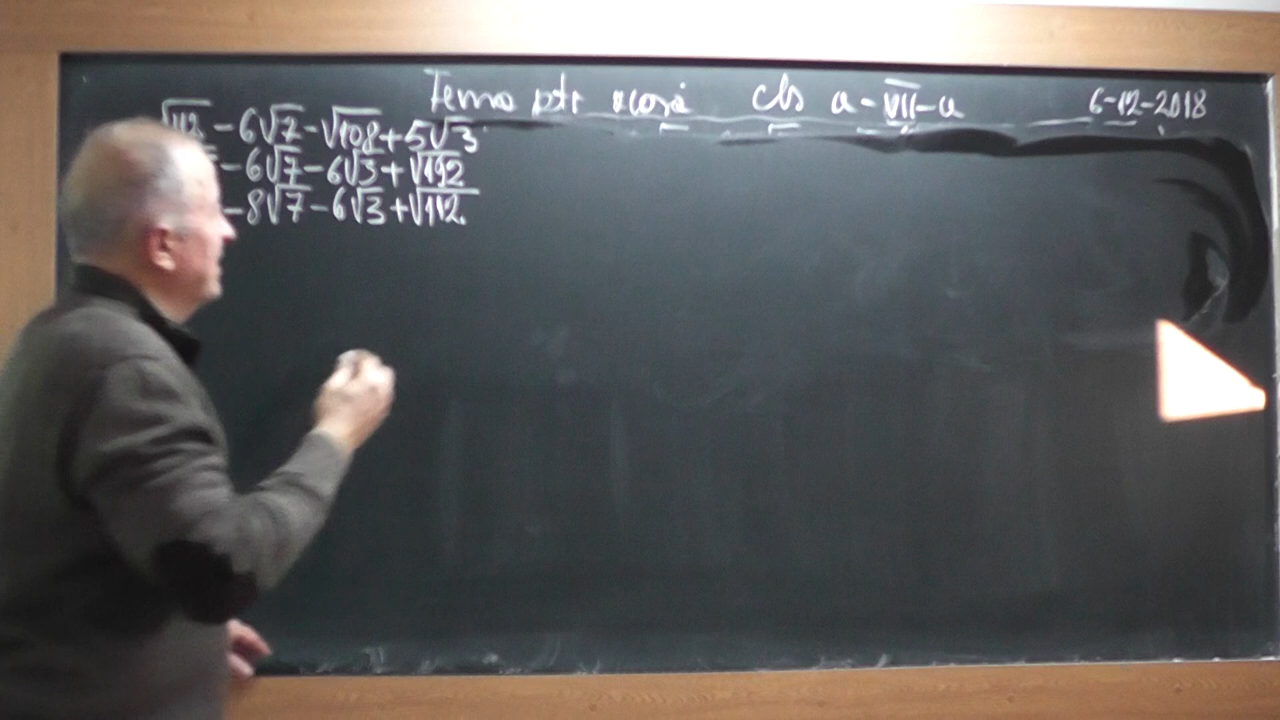 Tema ptr acasă cls a-VII-a 6-12-2018
√112 - 6√7 - √108 + 5√3
- 6√7 - 6√3 + √192
- 8√7 - 6√3 + √112.